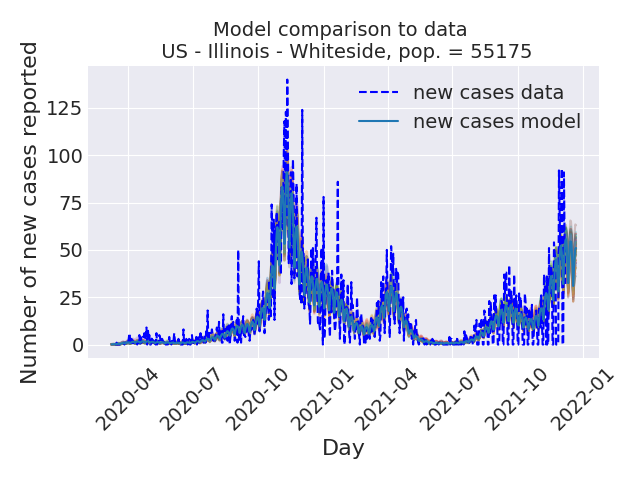 Model comparison to data
US - Illinois - Whiteside, pop. = 55175
Number of new cases reported
125
100
75
50
25
0
new cases data
new cases model
2020-04
2020-07
2020-10
2021-01
2021-04
2021-07
2021-10
2022-01
Day